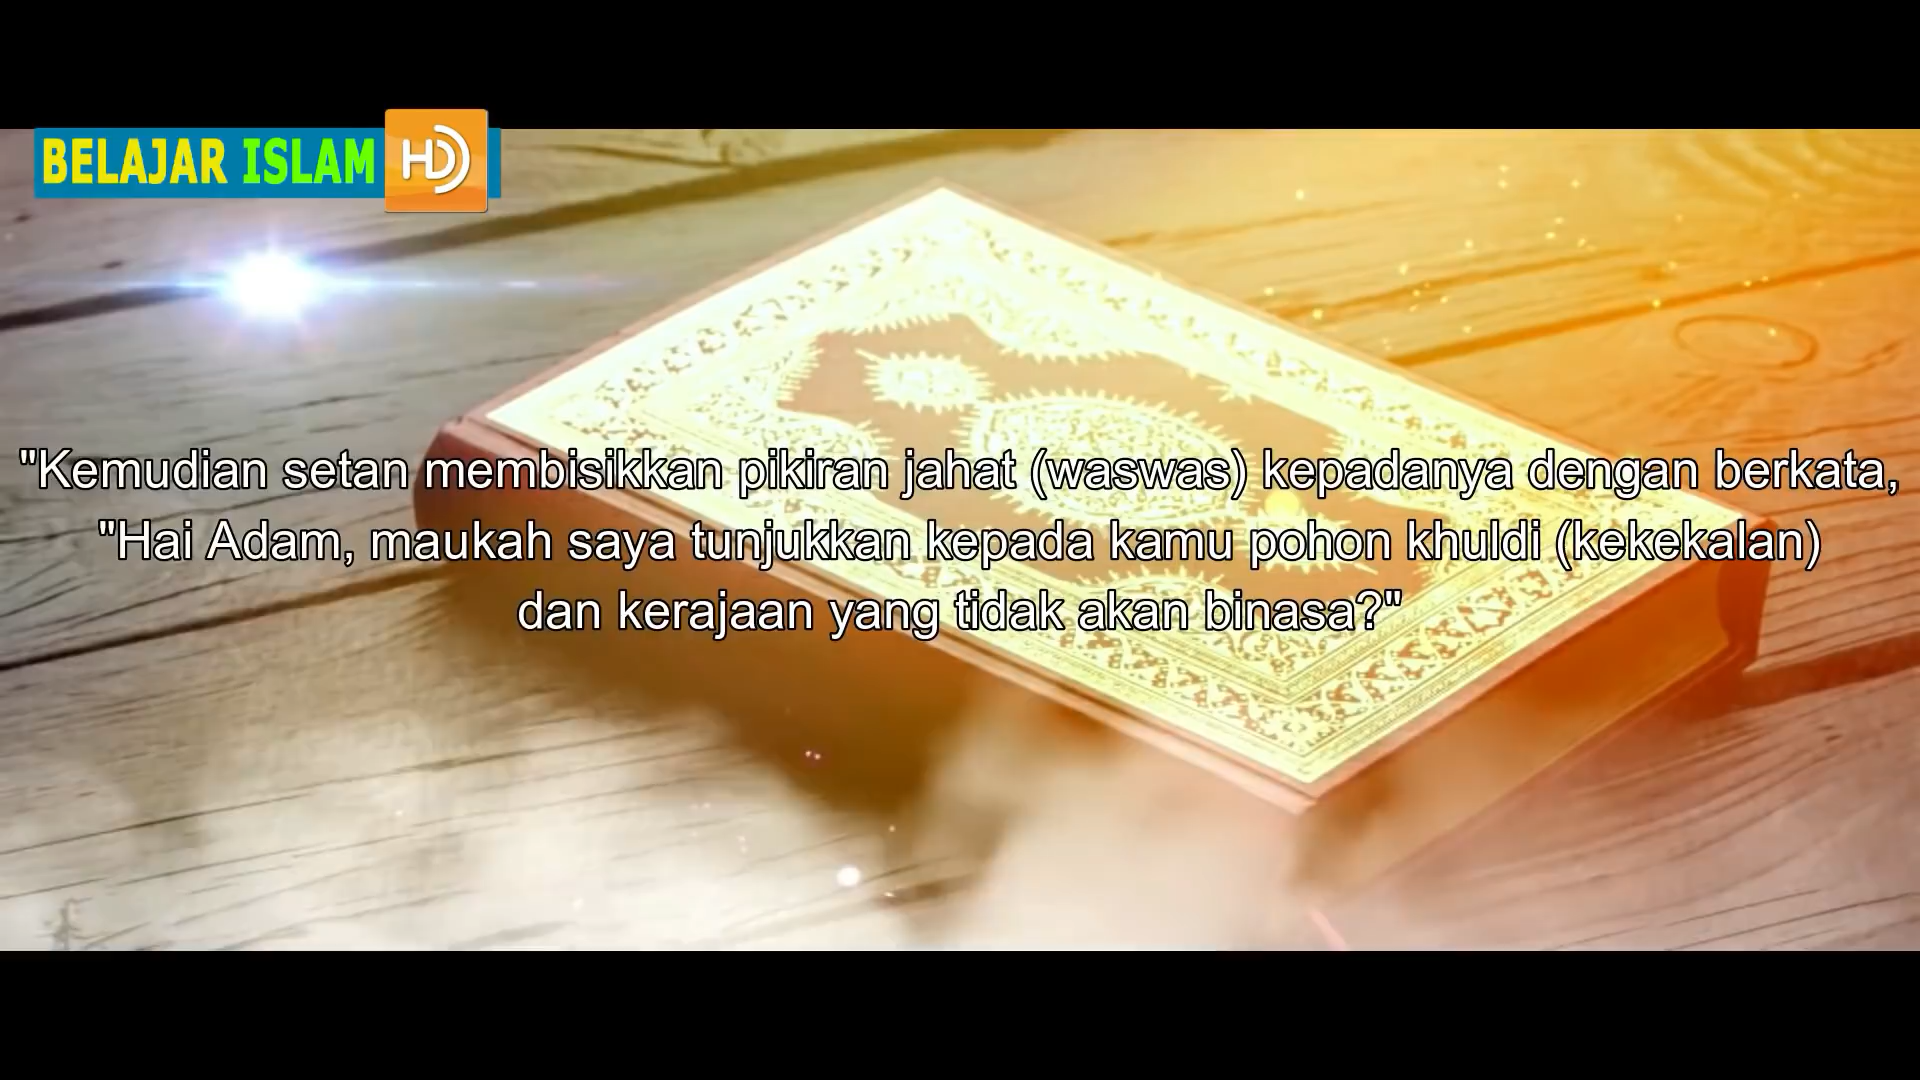 BELAJAR ISLAM HD
"Kemudian setan membisikkan pikiran jahat (waswas) kepadanya dengan berkata,
"Hai Adam, maukah saya tunjukkan kepada kamu pohon khuldi (kekekalan)
dan kerajaan yang tidak akan binasa?"